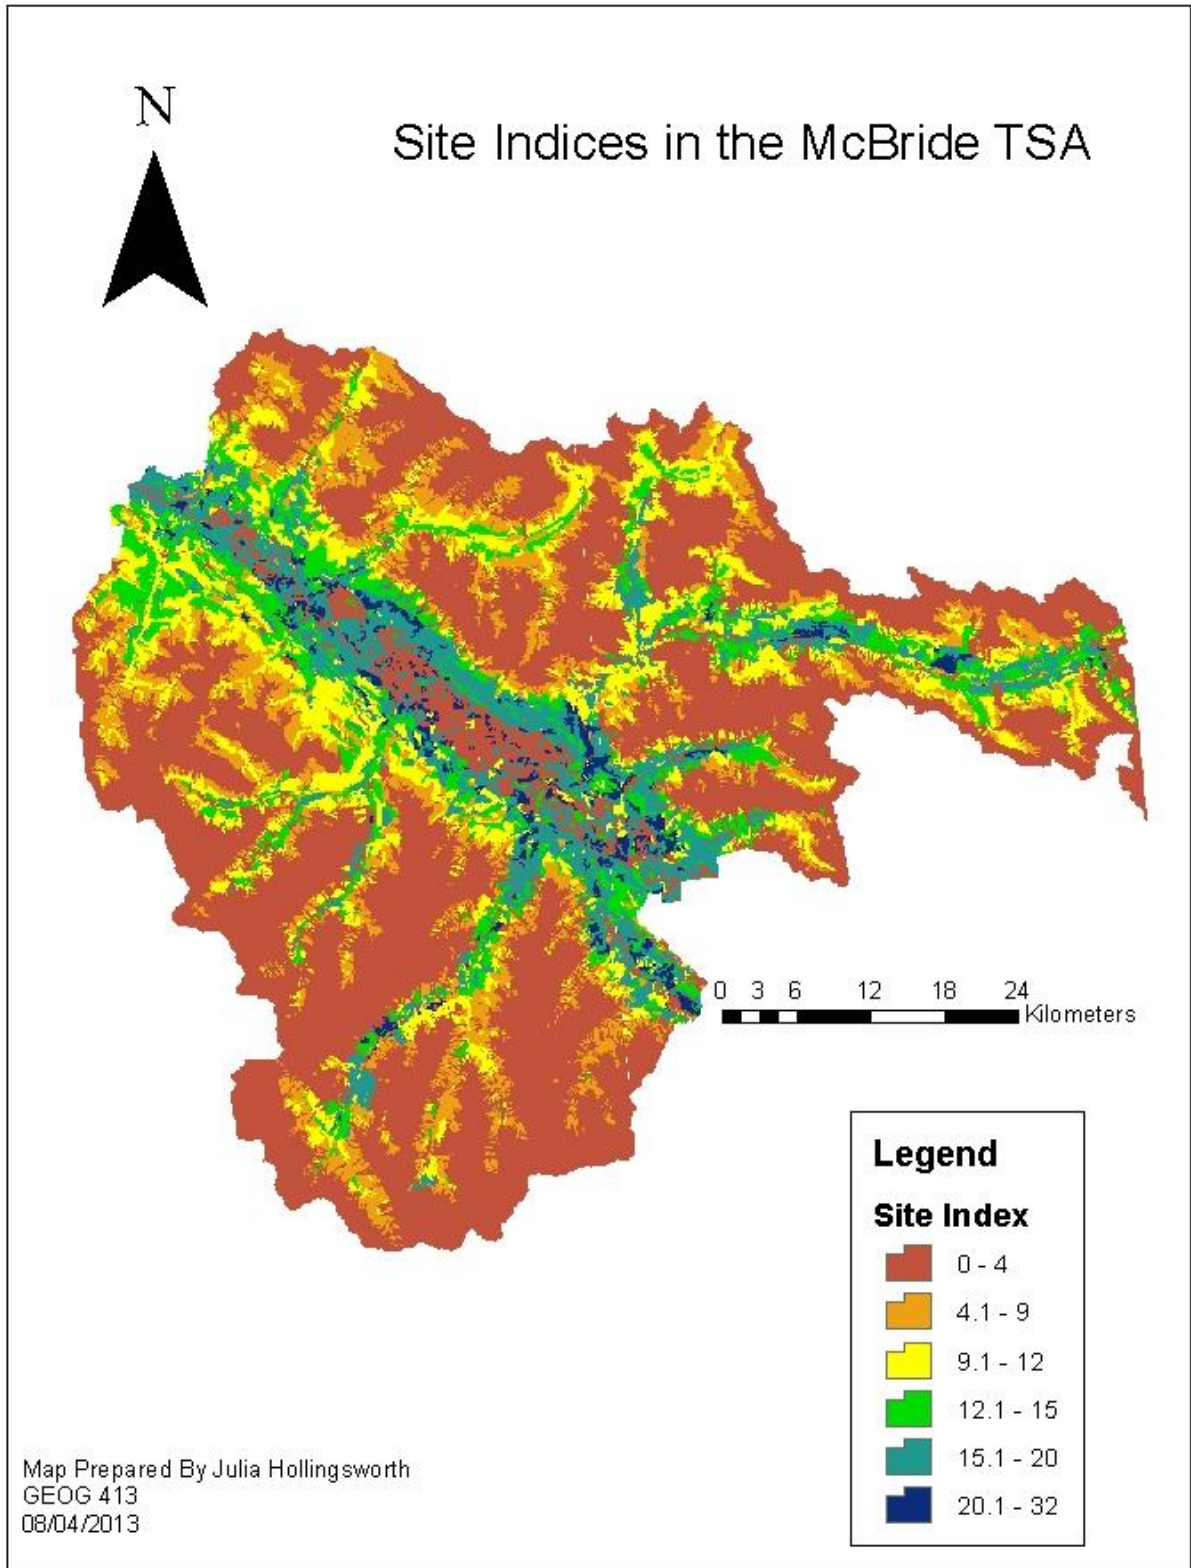 N
Site Indices in the McBride TSA
0 3 6 12 18 24
Kilometers
Legend
Site Index
0 - 4
4.1 - 9
9.1 - 12
12.1 - 15
15.1 - 20
20.1 - 32
Map Prepared By Julia Hollingsworth
GEOG 413
08/04/2013